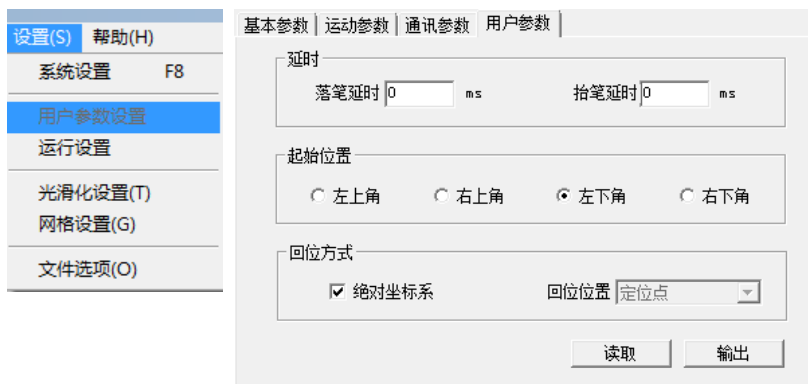 设置(S) 帮助(H)
系统设置 F8
用户参数设置
运行设置
光滑化设置(T)
网格设置(G)
文件选项(O)
基本参数 运动参数 通讯参数 用户参数
延时
落笔延时 0 ms 抬笔延时 0 ms
起始位置
左上角 右上角 左下角 右下角
回位方式
绝对坐标系 回位位置 定位点
读取 输出